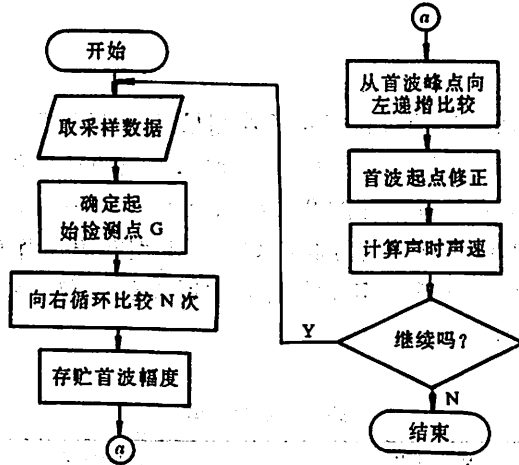 开始
取采样数据
确定起
始检测点 G
向右循环比较 N 次
存贮首波幅度
a
a
从首波峰点向
左递增比较
首波起点修正
计算声时声速
继续吗?
Y
N
结束